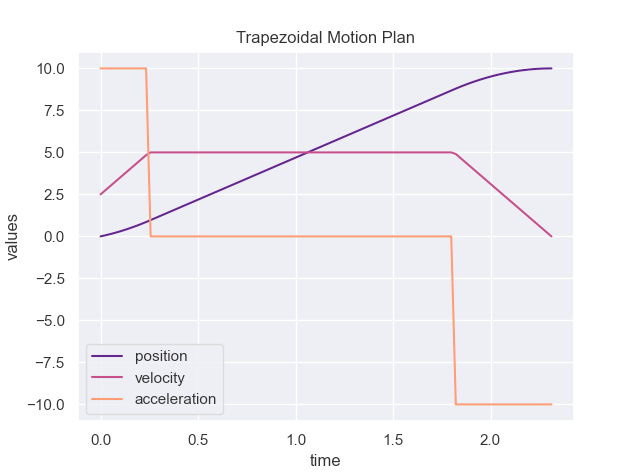 Trapezoidal Motion Plan
values
10.0
7.5
5.0
2.5
0.0
−2.5
−5.0
−7.5
−10.0
position
velocity
acceleration
0.0 0.5 1.0 1.5 2.0
time